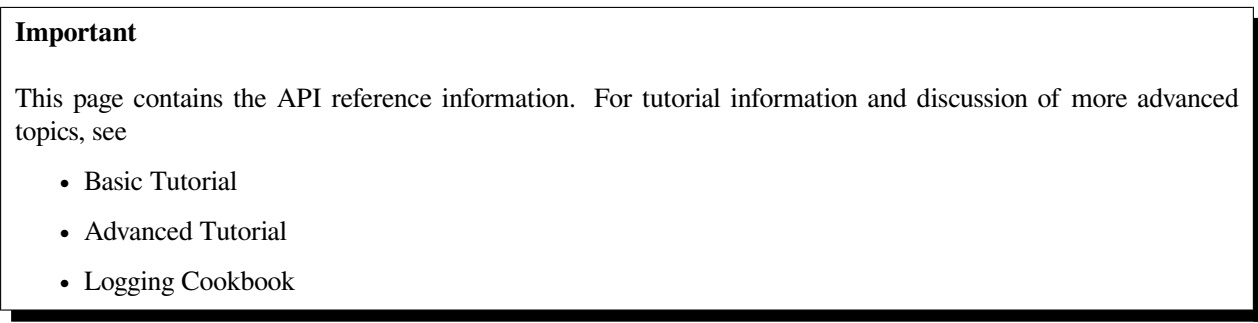 Important
This page contains the API reference information. For tutorial information and discussion of more advanced
topics, see
• Basic Tutorial
• Advanced Tutorial
• Logging Cookbook